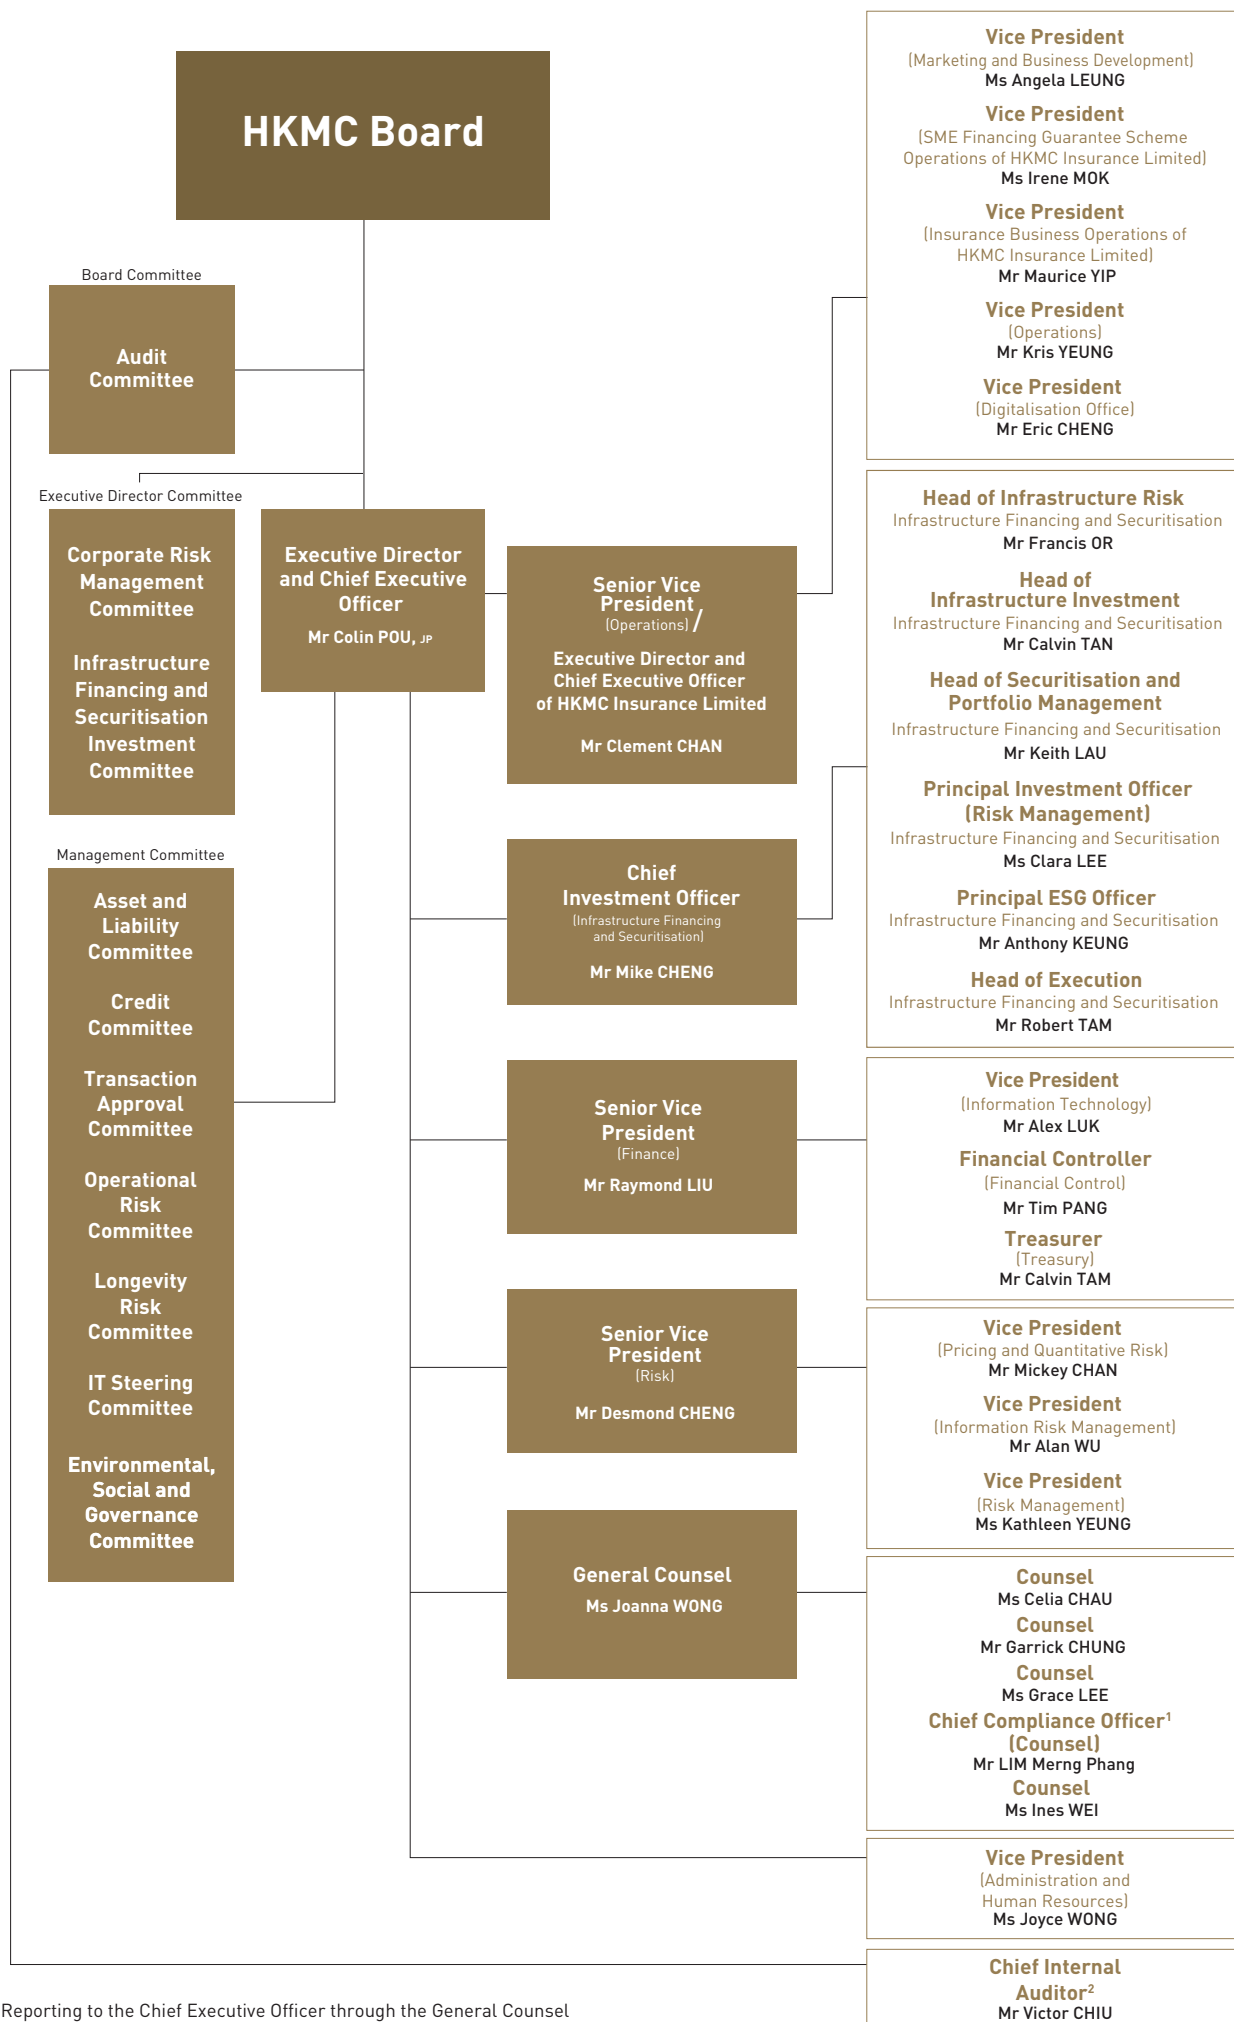 HKMC Board
Board Committee
Audit
Committee
Executive Director Committee
Corporate Risk
Management
Committee
Infrastructure
Financing and
Securitisation
Investment
Committee
Management Committee
Asset and
Liability
Committee
Credit
Committee
Transaction
Approval
Committee
Operational
Risk
Committee
Longevity
Risk
Committee
IT Steering
Committee
Environmental,
Social and
Governance
Committee
Executive Director
and Chief Executive
Officer
Mr Colin POU, JP
Senior Vice
President
(Operations) /
Executive Director and
Chief Executive Officer
of HKMC Insurance Limited
Mr Clement CHAN
Chief
Investment Officer
(Infrastructure Financing
and Securitisation)
Mr Mike CHENG
Senior Vice
President
(Finance)
Mr Raymond LIU
Senior Vice
President
(Risk)
Mr Desmond CHENG
General Counsel
Ms Joanna WONG
Vice President
(Marketing and Business Development)
Ms Angela LEUNG
Vice President
(SME Financing Guarantee Scheme
Operations of HKMC Insurance Limited)
Ms Irene MOK
Vice President
(Insurance Business Operations of
HKMC Insurance Limited)
Mr Maurice YIP
Vice President
(Operations)
Mr Kris YEUNG
Vice President
(Digitalisation Office)
Mr Eric CHENG
Head of Infrastructure Risk
Infrastructure Financing and Securitisation
Mr Francis OR
Head of
Infrastructure Investment
Infrastructure Financing and Securitisation
Mr Calvin TAN
Head of Securitisation and
Portfolio Management
Infrastructure Financing and Securitisation
Mr Keith LAU
Principal Investment Officer
(Risk Management)
Infrastructure Financing and Securitisation
Ms Clara LEE
Principal ESG Officer
Infrastructure Financing and Securitisation
Mr Anthony KEUNG
Head of Execution
Infrastructure Financing and Securitisation
Mr Robert TAM
Vice President
(Information Technology)
Mr Alex LUK
Financial Controller
(Financial Control)
Mr Tim PANG
Treasurer
(Treasury)
Mr Calvin TAM
Vice President
(Pricing and Quantitative Risk)
Mr Mickey CHAN
Vice President
(Information Risk Management)
Mr Alan WU
Vice President
(Risk Management)
Ms Kathleen YEUNG
Counsel
Ms Celia CHAU
Counsel
Mr Garrick CHUNG
Counsel
Ms Grace LEE
Chief Compliance Officer¹
(Counsel)
Mr LIM Merng Phang
Counsel
Ms Ines WEI
Vice President
(Administration and
Human Resources)
Ms Joyce WONG
Chief Internal
Auditor²
Mr Victor CHIU
Reporting to the Chief Executive Officer through the General Counsel